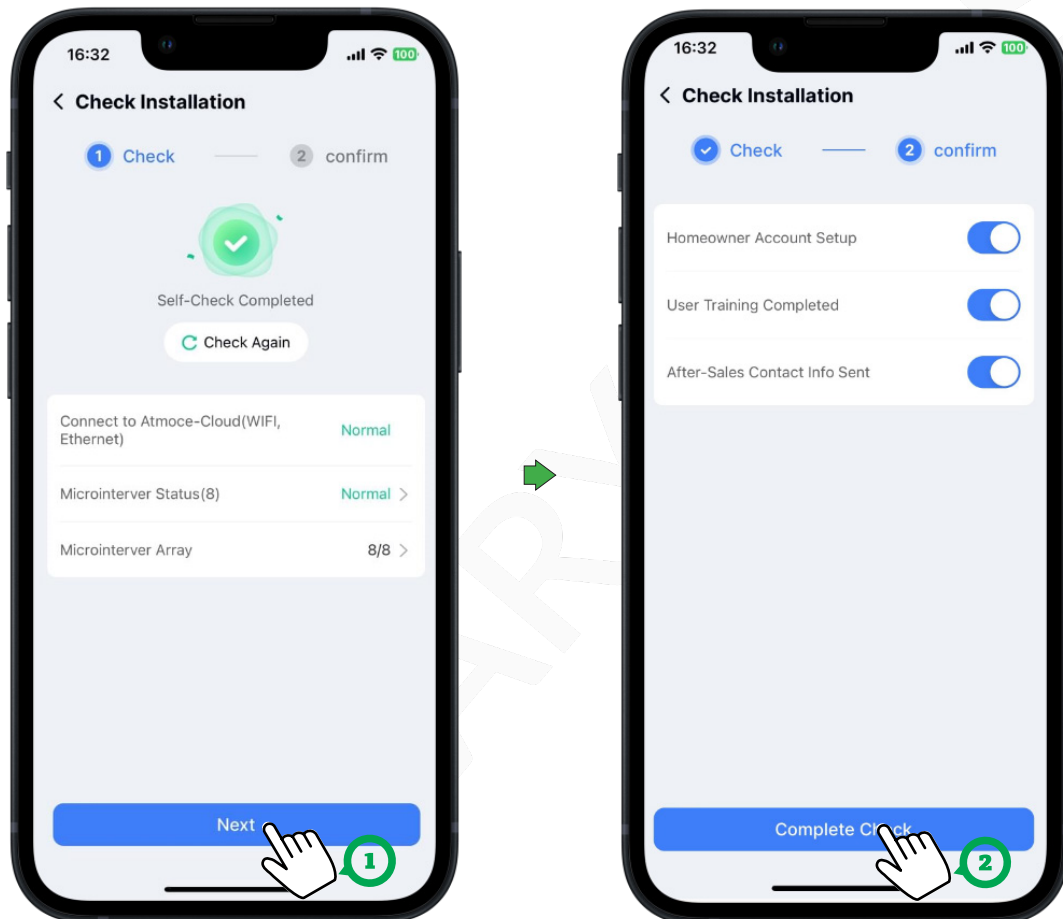 16:32
100
Check Installation
1 Check
2 confirm
Self-Check Completed
Check Again
Connect to Atmoce-Cloud(WIFI,
Ethernet)
Normal
Microinterver Status(8)
Normal
Microinterver Array
8/8
Next
1
16:32
100
Check Installation
Check
2 confirm
Homeowner Account Setup
User Training Completed
After-Sales Contact Info Sent
Complete Check
2